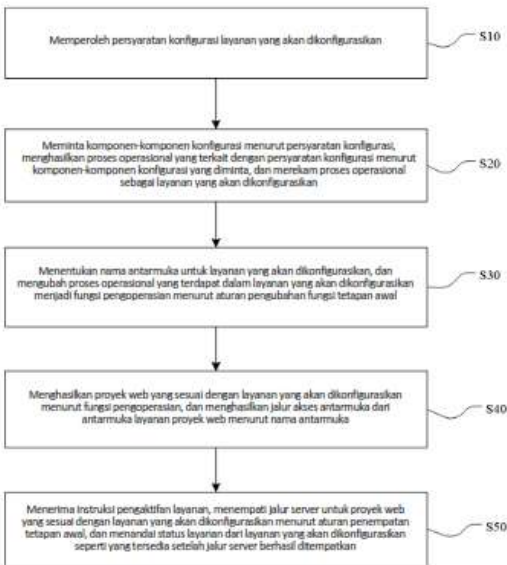 Memperoleh persyaratan konfigurasi layanan yang akan dikonfigurasikan
S10
Meminta komponen-komponen konfigurasi menurut persyaratan konfigurasi,
menghasilkan proses operasional yang terkait dengan persyaratan konfigurasi menurut
komponen-komponen konfigurasi yang diminta, dan merekam proses operasional
sebagai layanan yang akan dikonfigurasikan
S20
Menentukan nama antarmuka untuk layanan yang akan dikonfigurasikan, dan
mengubah proses operasional yang terdapat dalam layanan yang akan dikonfigurasikan
menjadi fungsi pengoperasian menurut aturan pengubahan fungsi tetapan awal
S30
Menghasilkan proyek web yang sesuai dengan layanan yang akan dikonfigurasikan
menurut fungsi pengoperasian, dan menghasilkan jalur akses antarmuka dari
antarmuka layanan proyek web menurut nama antarmuka
S40
Menerima instruksi pengaktifan layanan, menempati jalur server untuk proyek web
yang sesuai dengan layanan yang akan dikonfigurasikan menurut aturan penempatan
tetapan awal, dan menandai status layanan dari layanan yang akan dikonfigurasikan
seperti yang tersedia setelah jalur server berhasil ditempatkan
S50